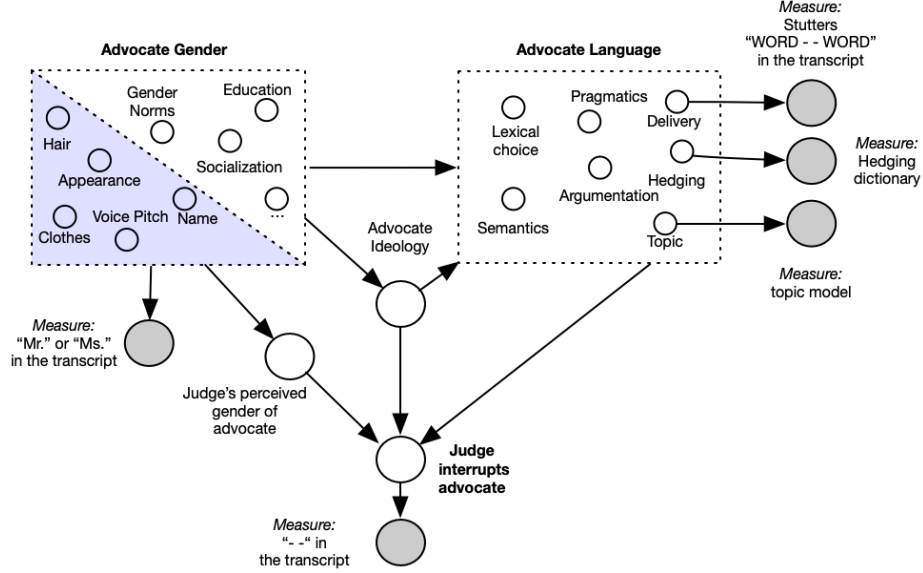 Measure:
Stutters
“WORD - - WORD”
in the transcript
Advocate Gender
Advocate Language
Hair
Gender
Norms
Education
Appearance
Socialization
Clothes
Voice Pitch
Name
...
Lexical
choice
Pragmatics
Delivery
Argumentation
Hedging
Semantics
Topic
Measure:
Hedging
dictionary
Measure:
topic model
Advocate
Ideology
Measure:
“Mr.” or “Ms.”
in the transcript
Judge’s perceived
gender of
advocate
Judge
interrupts
advocate
Measure:
“- -“ in
the transcript